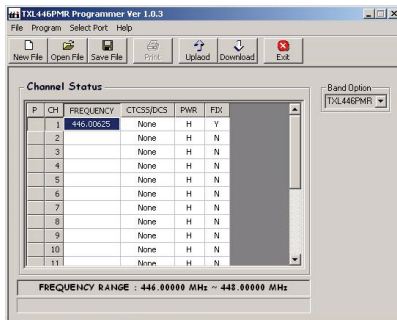 TXL446PMR Programmer Ver 1.0.3
File Program Select Port Help
New File Open File Save File Print Uplaod Download Exit
Channel Status
Band Option
TXL446PMR
P CH FREQUENCY CTCSS/DCS PWR FIX
1 446.00625 None H Y
2 None H N
3 None H N
4 None H N
5 None H N
6 None H N
7 None H N
8 None H N
9 None H N
10 None H N
11 None H N
FREQUENCY RANGE : 446.00000 MHz ~ 448.00000 MHz